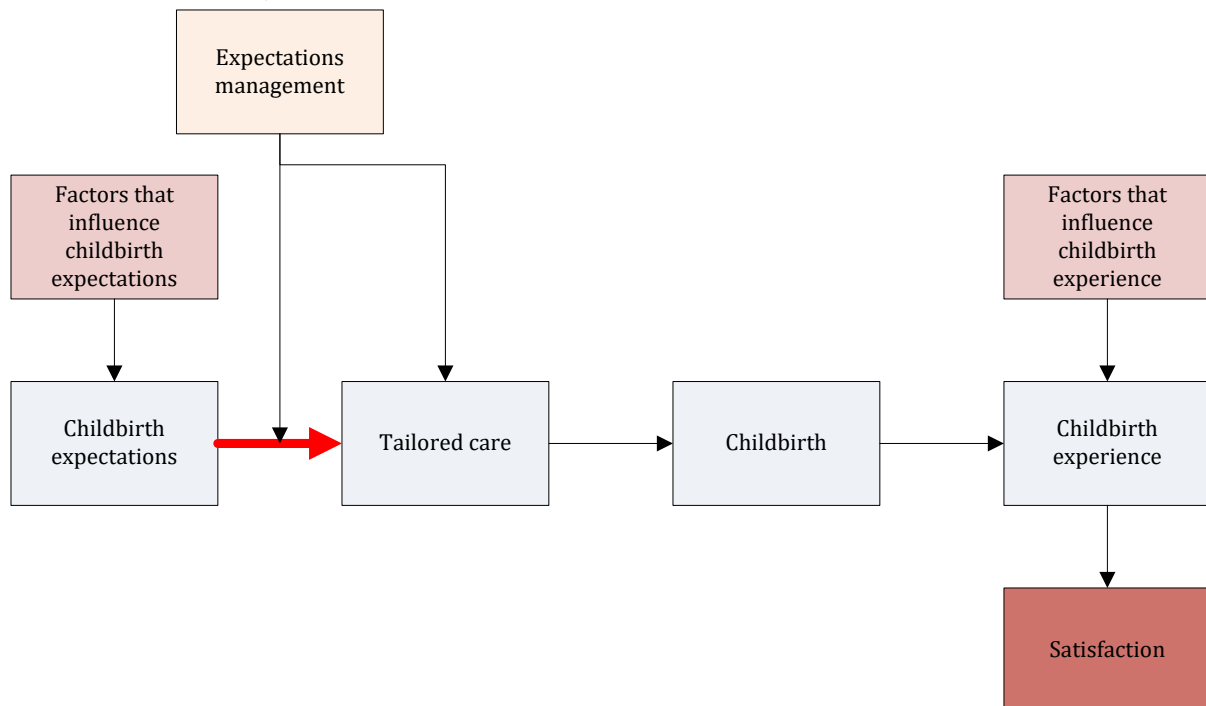 Expectations
management
Factors that
influence
childbirth
expectations
Factors that
influence
childbirth
experience
Childbirth
expectations
Tailored care
Childbirth
Childbirth
experience
Satisfaction